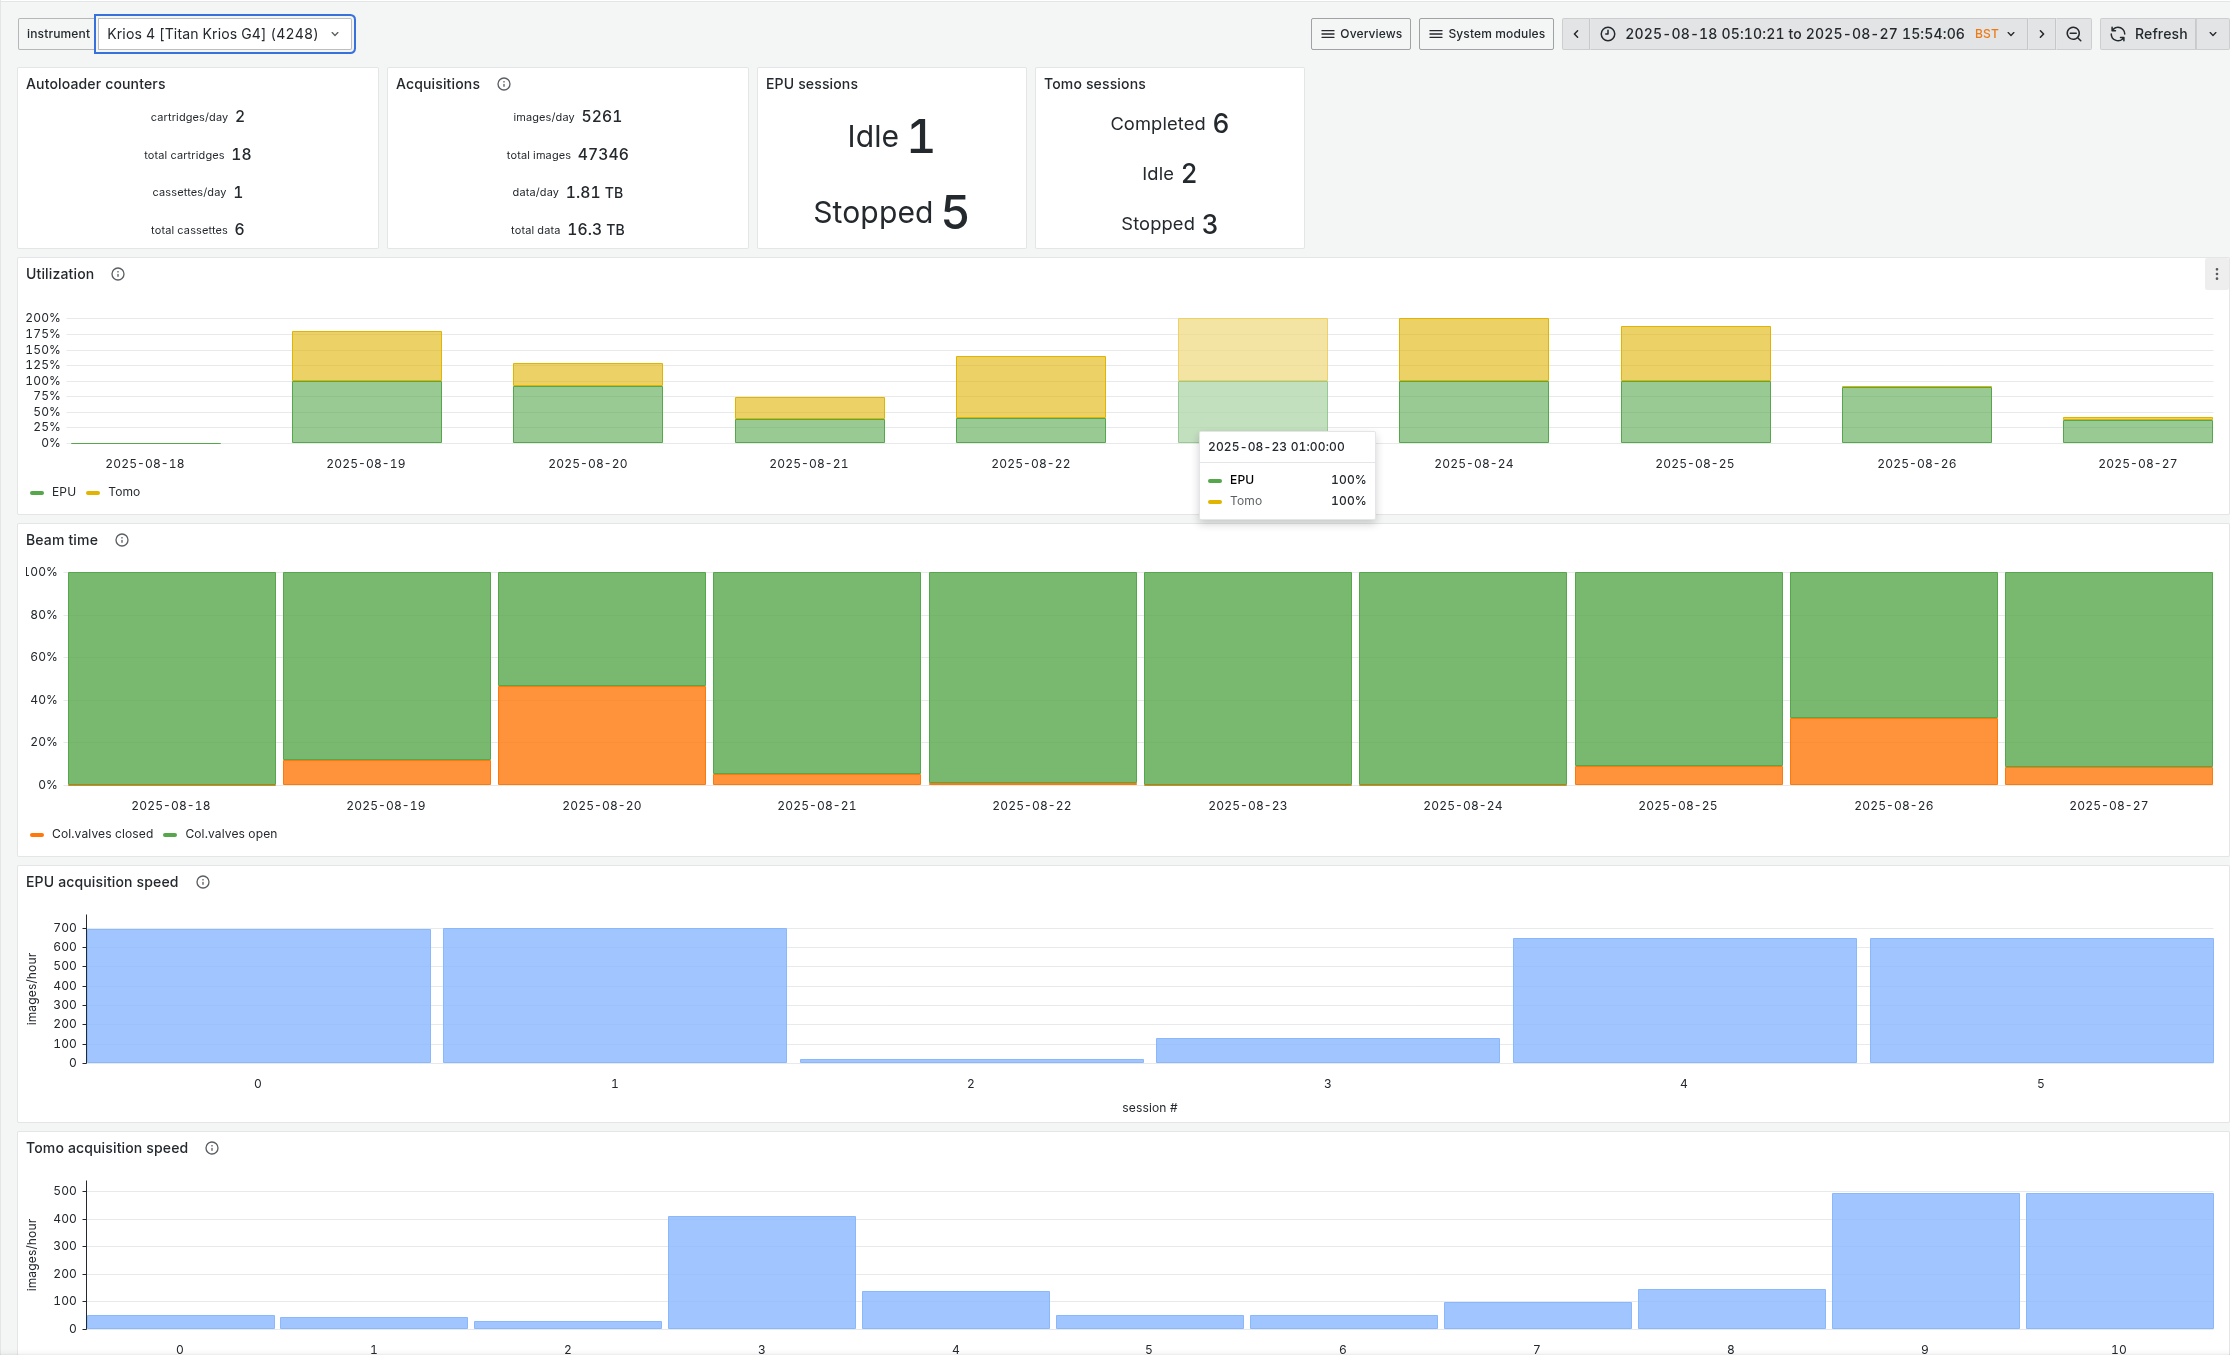 instrument Krios 4 [Titan Krios G4] (4248) Overviews System modules 2025-08-18 05:10:21 to 2025-08-27 15:54:06 BST Refresh
Autoloader counters
cartridges/day 2
total cartridges 18
cassettes/day 1
total cassettes 6
Acquisitions
images/day 5261
total images 47346
data/day 1.81 TB
total data 16.3 TB
EPU sessions
Idle 1
Stopped 5
Tomo sessions
Completed 6
Idle 2
Stopped 3
Utilization
200%
175%
150%
125%
100%
75%
50%
25%
0%
2025-08-18 2025-08-19 2025-08-20 2025-08-21 2025-08-22 2025-08-24 2025-08-25 2025-08-26 2025-08-27
EPU Tomo
2025-08-23 01:00:00
EPU 100%
Tomo 100%
Beam time
100%
80%
60%
40%
20%
0%
2025-08-18 2025-08-19 2025-08-20 2025-08-21 2025-08-22 2025-08-23 2025-08-24 2025-08-25 2025-08-26 2025-08-27
Col.valves closed Col.valves open
EPU acquisition speed
images/hour
700
600
500
400
300
200
100
0
0 1 2 3 4 5
session #
Tomo acquisition speed
images/hour
500
400
300
200
100
0
0 1 2 3 4 5 6 7 8 9 10